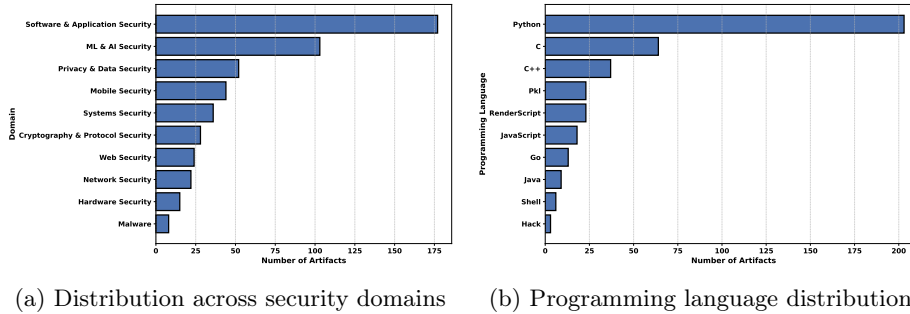 Domain
Software & Application Security
ML & AI Security
Privacy & Data Security
Mobile Security
Systems Security
Cryptography & Protocol Security
Web Security
Network Security
Hardware Security
Malware
0 25 50 75 100 125 150 175
Number of Artifacts
(a) Distribution across security domains
Programming Language
Python
C
C++
Pkl
RenderScript
JavaScript
Go
Java
Shell
Hack
0 25 50 75 100 125 150 175 200
Number of Artifacts
(b) Programming language distribution